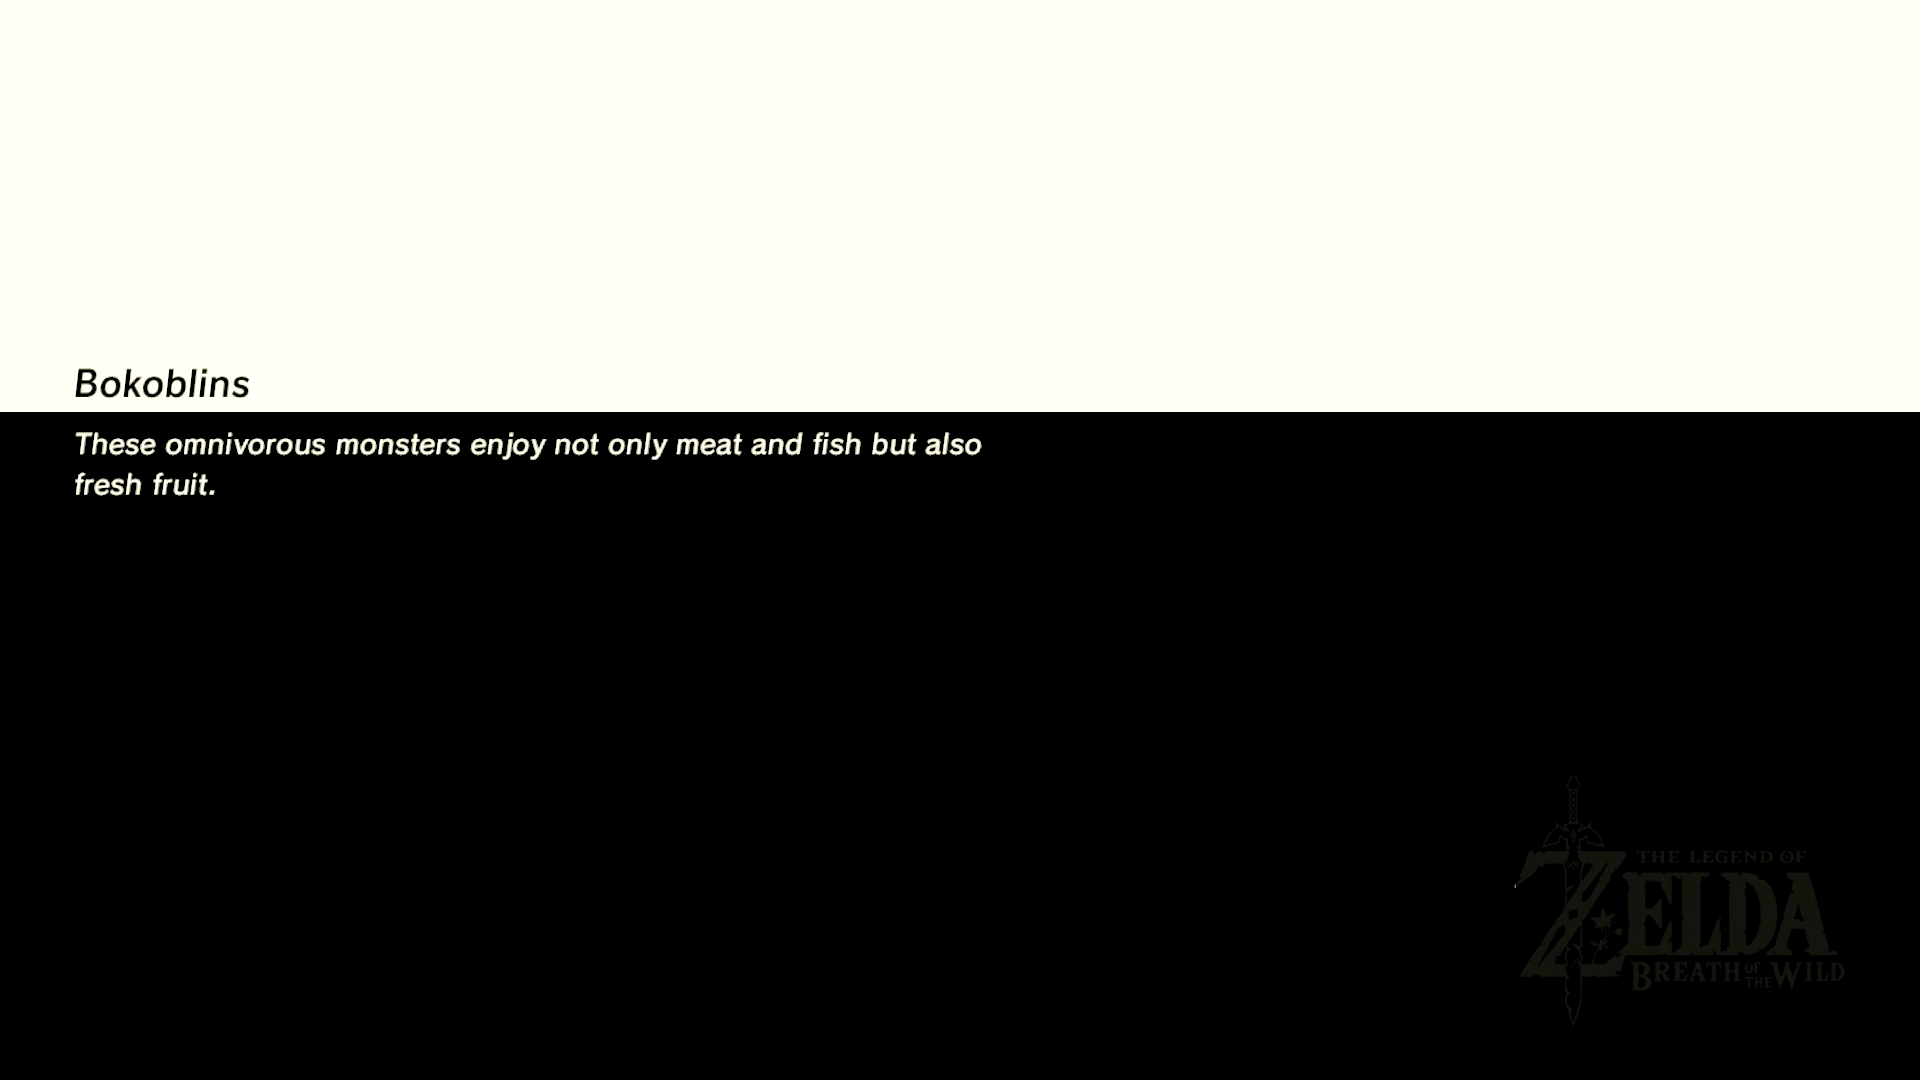 Bokoblins
These omnivorous monsters enjoy not only meat and fish but also
fresh fruit.
THE LEGEND OF
ZELDA
BREATH OF THE WILD